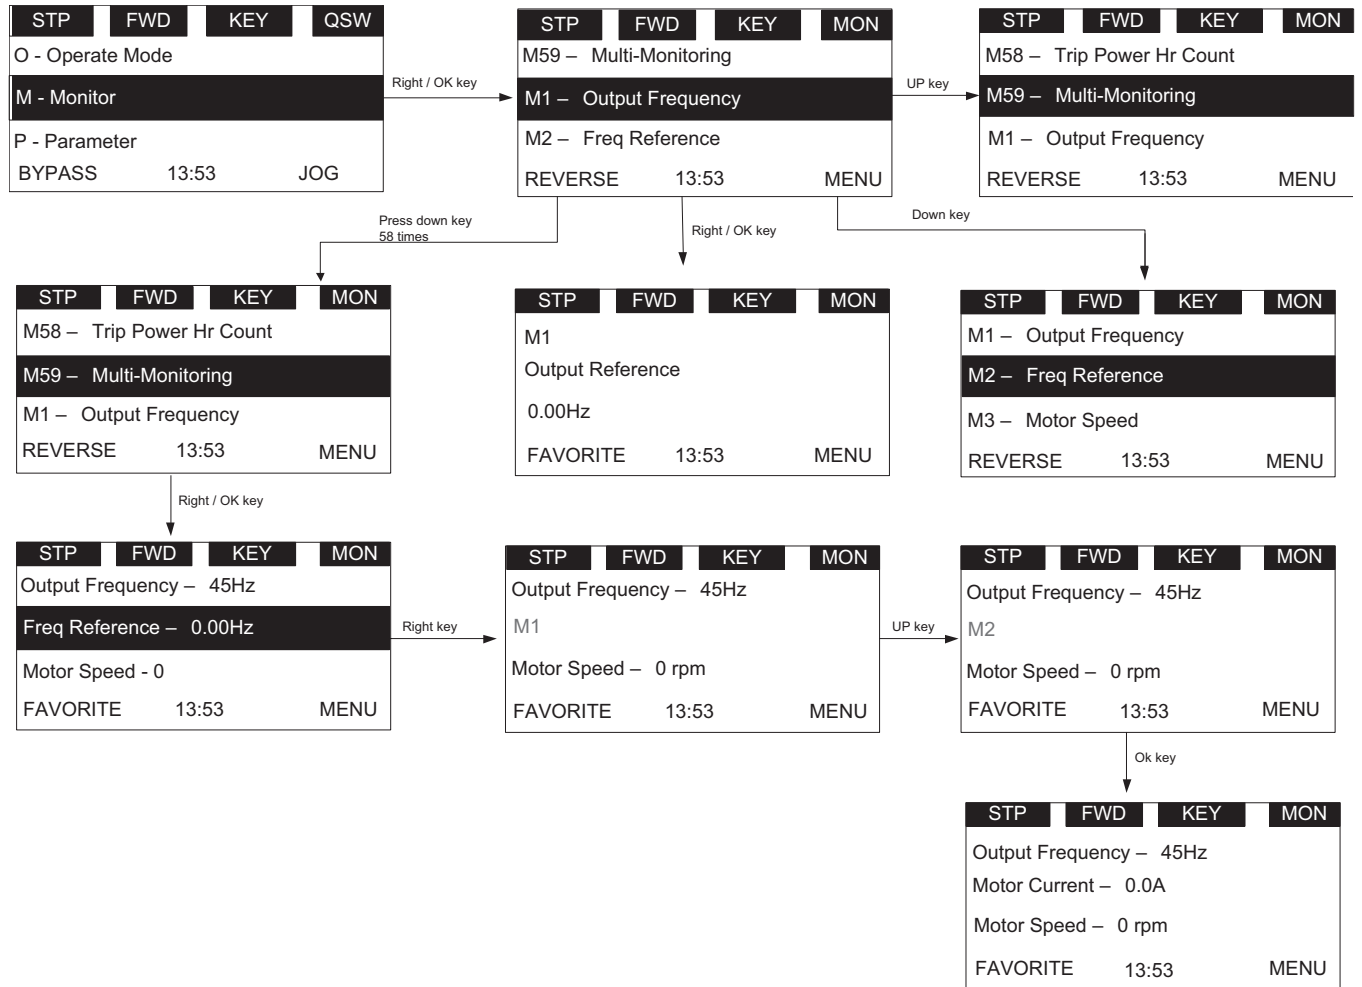 STP FWD KEY QSW
O - Operate Mode
M - Monitor
P - Parameter
BYPASS 13:53 JOG
Right / OK key
STP FWD KEY MON
M59 – Multi-Monitoring
M1 – Output Frequency
M2 – Freq Reference
REVERSE 13:53 MENU
UP key
STP FWD KEY MON
M58 – Trip Power Hr Count
M59 – Multi-Monitoring
M1 – Output Frequency
REVERSE 13:53 MENU
Press down key
58 times
Right / OK key
Down key
STP FWD KEY MON
M58 – Trip Power Hr Count
M59 – Multi-Monitoring
M1 – Output Frequency
REVERSE 13:53 MENU
STP FWD KEY MON
M1
Output Reference
0.00Hz
FAVORITE 13:53 MENU
STP FWD KEY MON
M1 – Output Frequency
M2 – Freq Reference
M3 – Motor Speed
REVERSE 13:53 MENU
Right / OK key
STP FWD KEY MON
Output Frequency – 45Hz
Freq Reference – 0.00Hz
Motor Speed - 0
FAVORITE 13:53 MENU
Right key
STP FWD KEY MON
Output Frequency – 45Hz
M1
Motor Speed – 0 rpm
FAVORITE 13:53 MENU
UP key
STP FWD KEY MON
Output Frequency – 45Hz
M2
Motor Speed – 0 rpm
FAVORITE 13:53 MENU
Ok key
STP FWD KEY MON
Output Frequency – 45Hz
Motor Current – 0.0A
Motor Speed – 0 rpm
FAVORITE 13:53 MENU